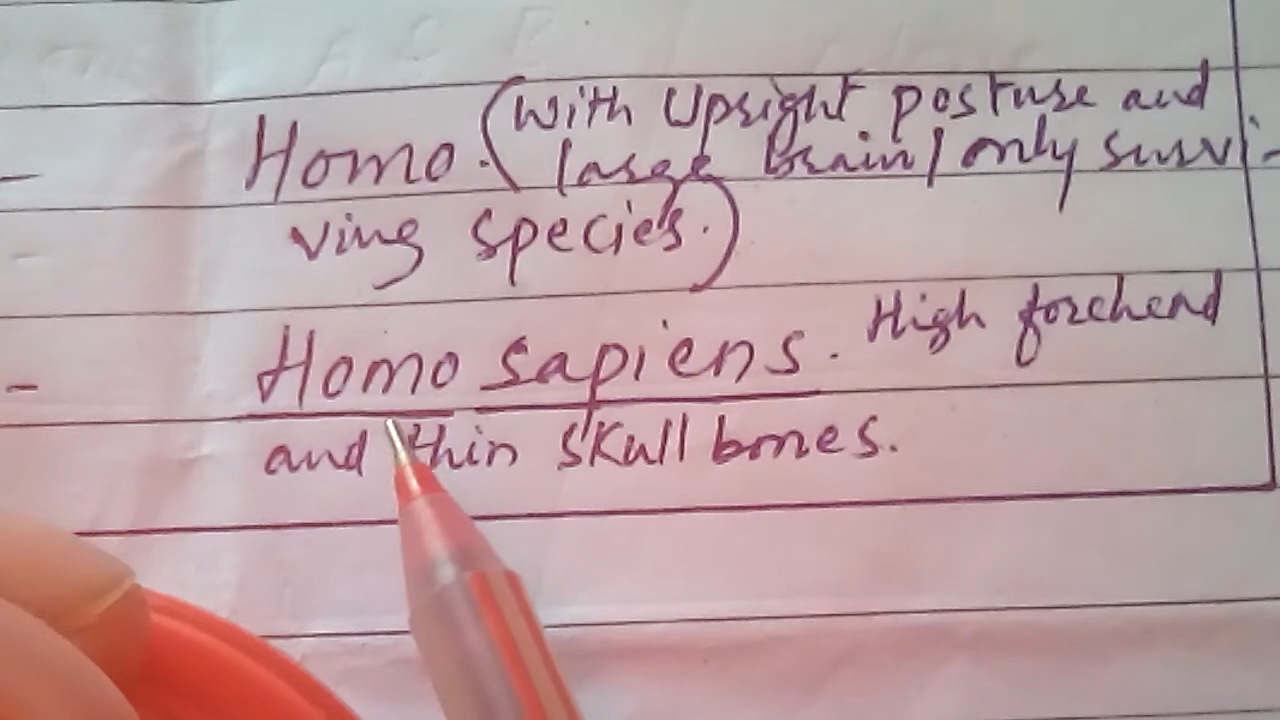 - Homo. (With Upright posture and
large brain / only survi-
ving species.)
- Homo sapiens. High forehead
and thin skull bones.